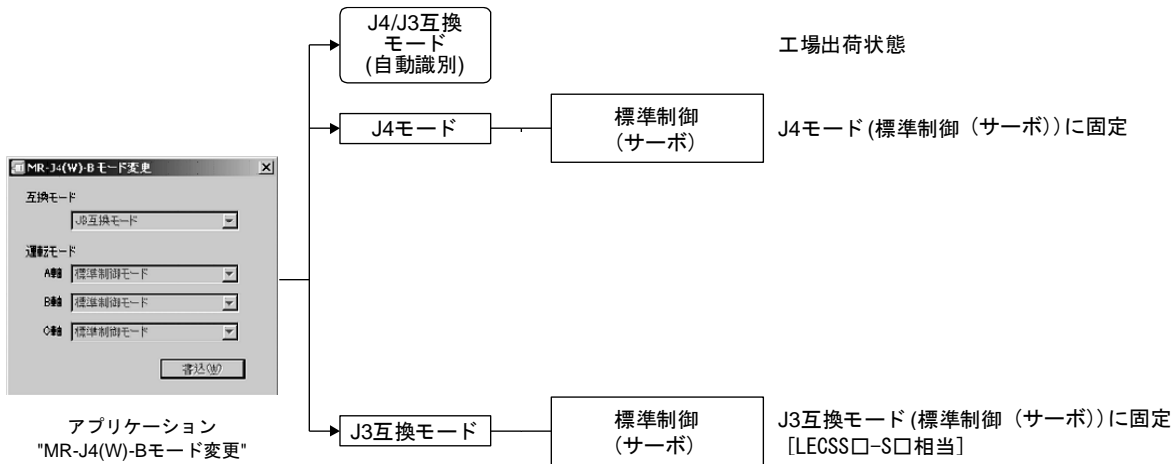 J4/J3互換
モード
(自動識別)
工場出荷状態
J4モード
標準制御
（サーボ）
J4モード(標準制御（サーボ）)に固定
MR-J4(W)-Bモード変更
互換モード
J3互換モード
運転モード
A軸 標準制御モード
B軸 標準制御モード
C軸 標準制御モード
書込(W)
アプリケーション
"MR-J4(W)-Bモード変更"
J3互換モード
標準制御
（サーボ）
J3互換モード(標準制御（サーボ）)に固定
[LECSS□-S□相当]